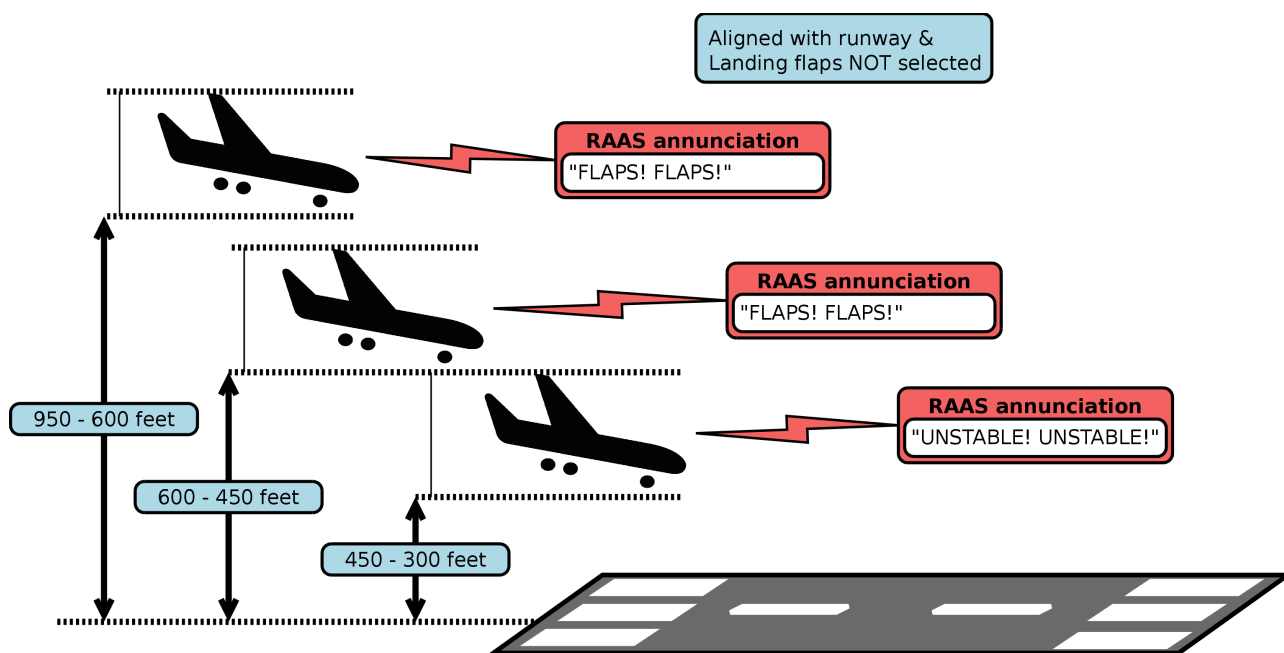 Aligned with runway &
Landing flaps NOT selected
RAAS annunciation
"FLAPS! FLAPS!"
RAAS annunciation
"FLAPS! FLAPS!"
RAAS annunciation
"UNSTABLE! UNSTABLE!"
950 - 600 feet
600 - 450 feet
450 - 300 feet